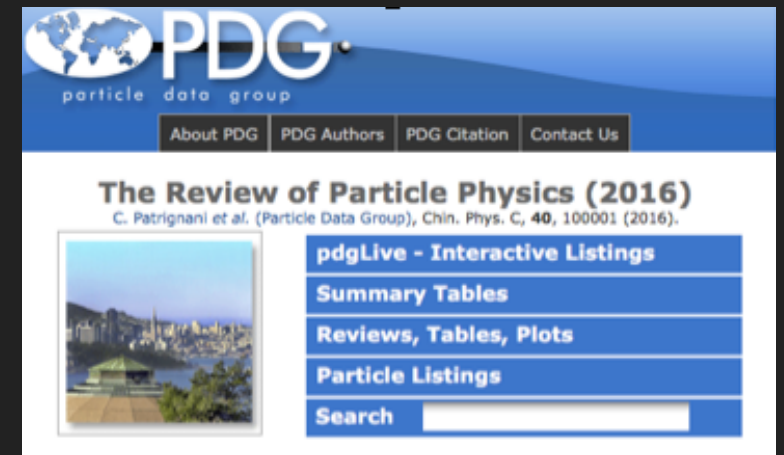 PDG
particle data group
About PDG PDG Authors PDG Citation Contact Us
The Review of Particle Physics (2016)
C. Patrignani et al. (Particle Data Group), Chin. Phys. C, 40, 100001 (2016).
pdgLive - Interactive Listings
Summary Tables
Reviews, Tables, Plots
Particle Listings
Search